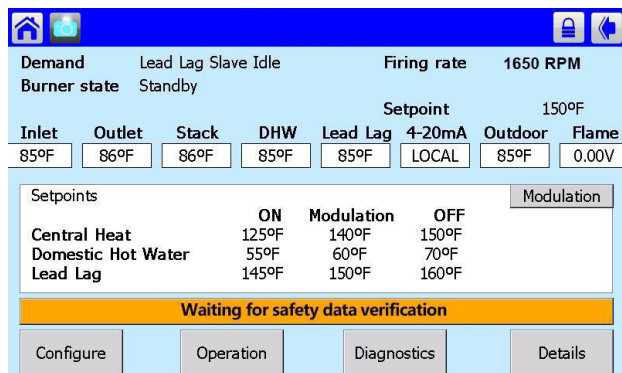 Demand Lead Lag Slave Idle Firing rate 1650 RPM
Burner state Standby
Setpoint 150ºF
Inlet Outlet Stack DHW Lead Lag 4-20mA Outdoor Flame
85ºF 86ºF 86ºF 85ºF 85ºF LOCAL 85ºF 0.00V
Setpoints Modulation
ON Modulation OFF
Central Heat 125ºF 140ºF 150ºF
Domestic Hot Water 55ºF 60ºF 70ºF
Lead Lag 145ºF 150ºF 160ºF
Waiting for safety data verification
Configure Operation Diagnostics Details